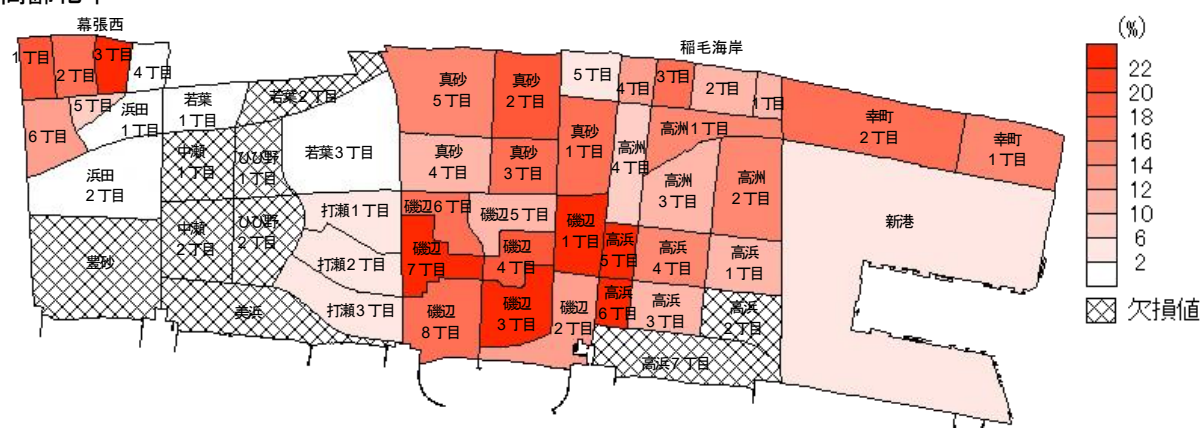 幕張西
1丁目
2丁目
3丁目
4丁目
5丁目
6丁目
浜田
1丁目
浜田
2丁目
若葉
1丁目
若葉2丁目
若葉3丁目
中瀬
1丁目
ひび野
1丁目
中瀬
2丁目
ひび野
2丁目
豊砂
美浜
打瀬1丁目
打瀬2丁目
打瀬3丁目
真砂
5丁目
真砂
2丁目
真砂
4丁目
真砂
3丁目
真砂
1丁目
磯辺6丁目
磯辺5丁目
磯辺
7丁目
磯辺
4丁目
磯辺
1丁目
磯辺
8丁目
磯辺
3丁目
磯辺
2丁目
稲毛海岸
5丁目
4丁目
3丁目
2丁目
1丁目
高洲1丁目
高洲
4丁目
高洲
3丁目
高洲
2丁目
高浜
5丁目
高浜
4丁目
高浜
1丁目
高浜
6丁目
高浜
3丁目
高浜
2丁目
高浜7丁目
幸町
2丁目
幸町
1丁目
新港
(%)
22
20
18
16
14
12
10
6
2
欠損値